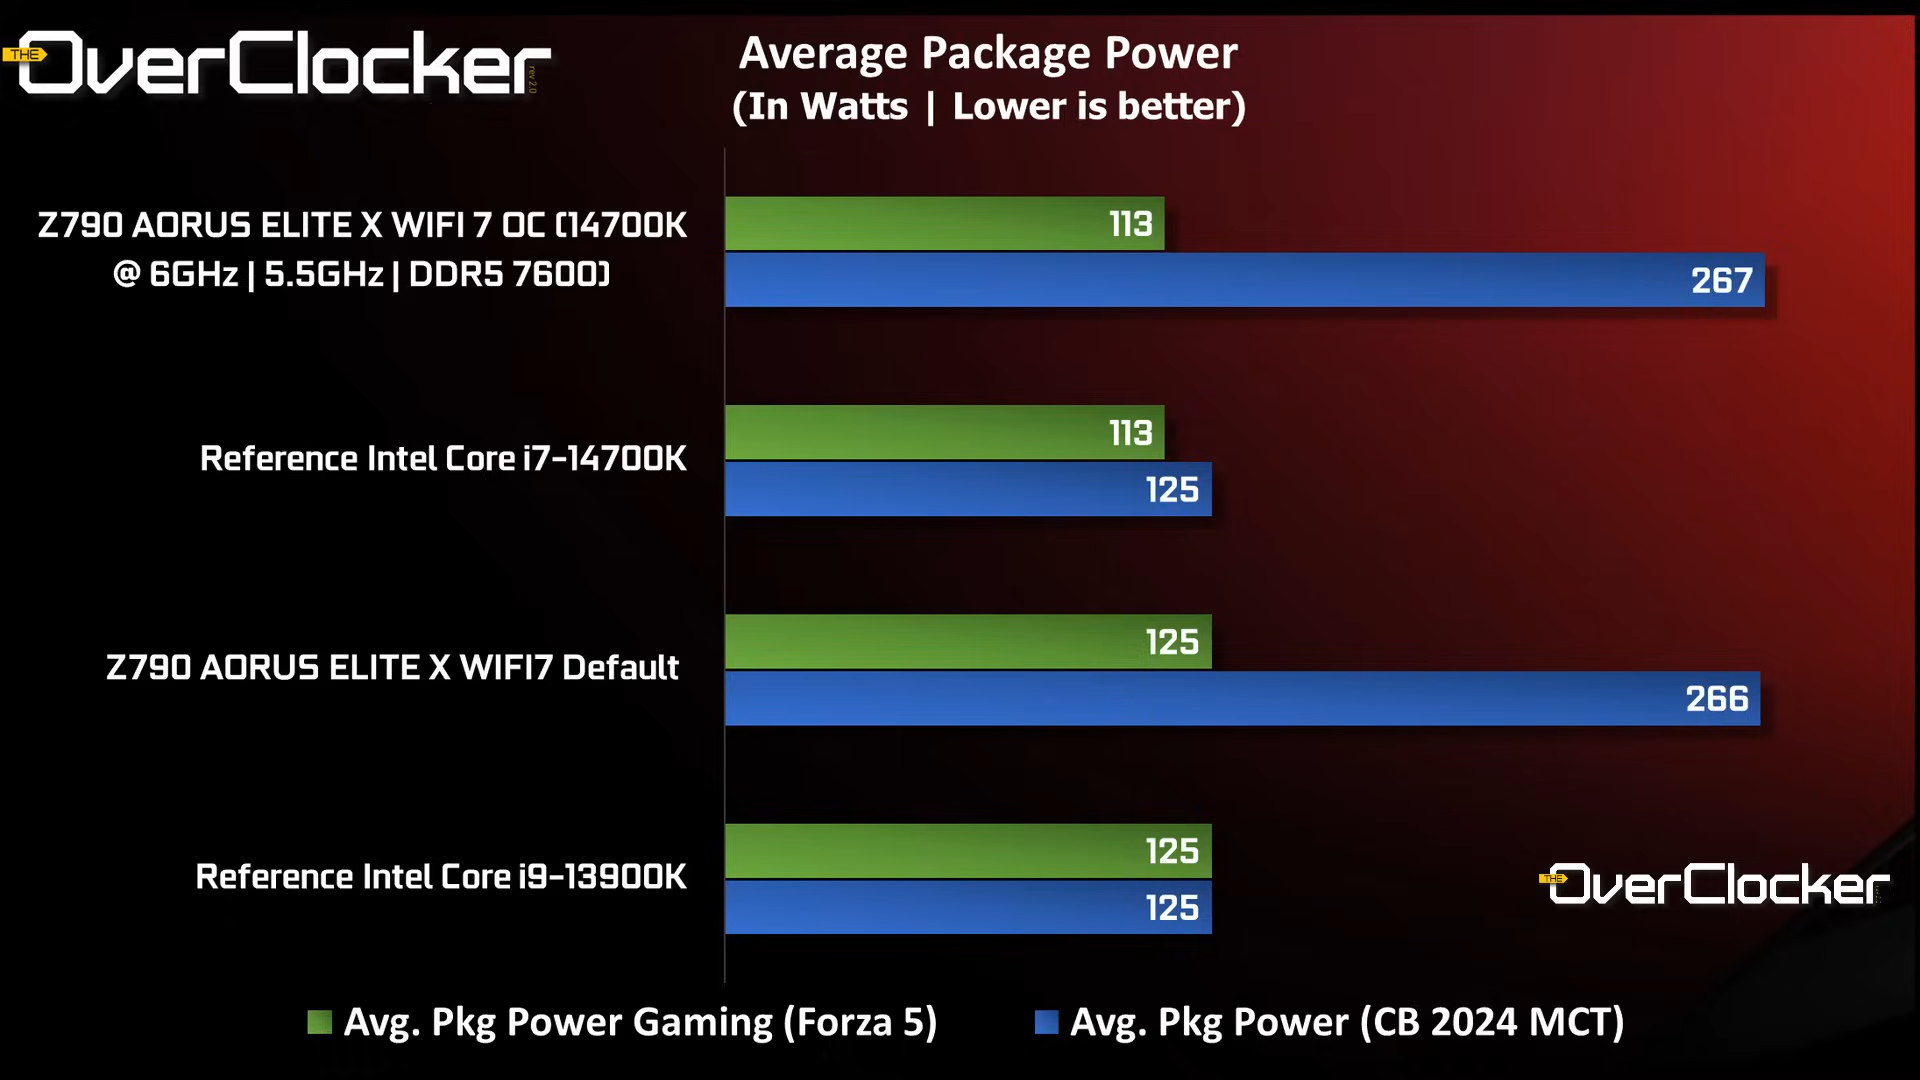 THE OverClocker rev 2.0
Average Package Power
(In Watts | Lower is better)
Z790 AORUS ELITE X WIFI 7 OC (14700K
@ 6GHz | 5.5GHz | DDR5 7600)
113
267
Reference Intel Core i7-14700K
113
125
Z790 AORUS ELITE X WIFI7 Default
125
266
Reference Intel Core i9-13900K
125
125
THE OverClocker
Avg. Pkg Power Gaming (Forza 5)
Avg. Pkg Power (CB 2024 MCT)